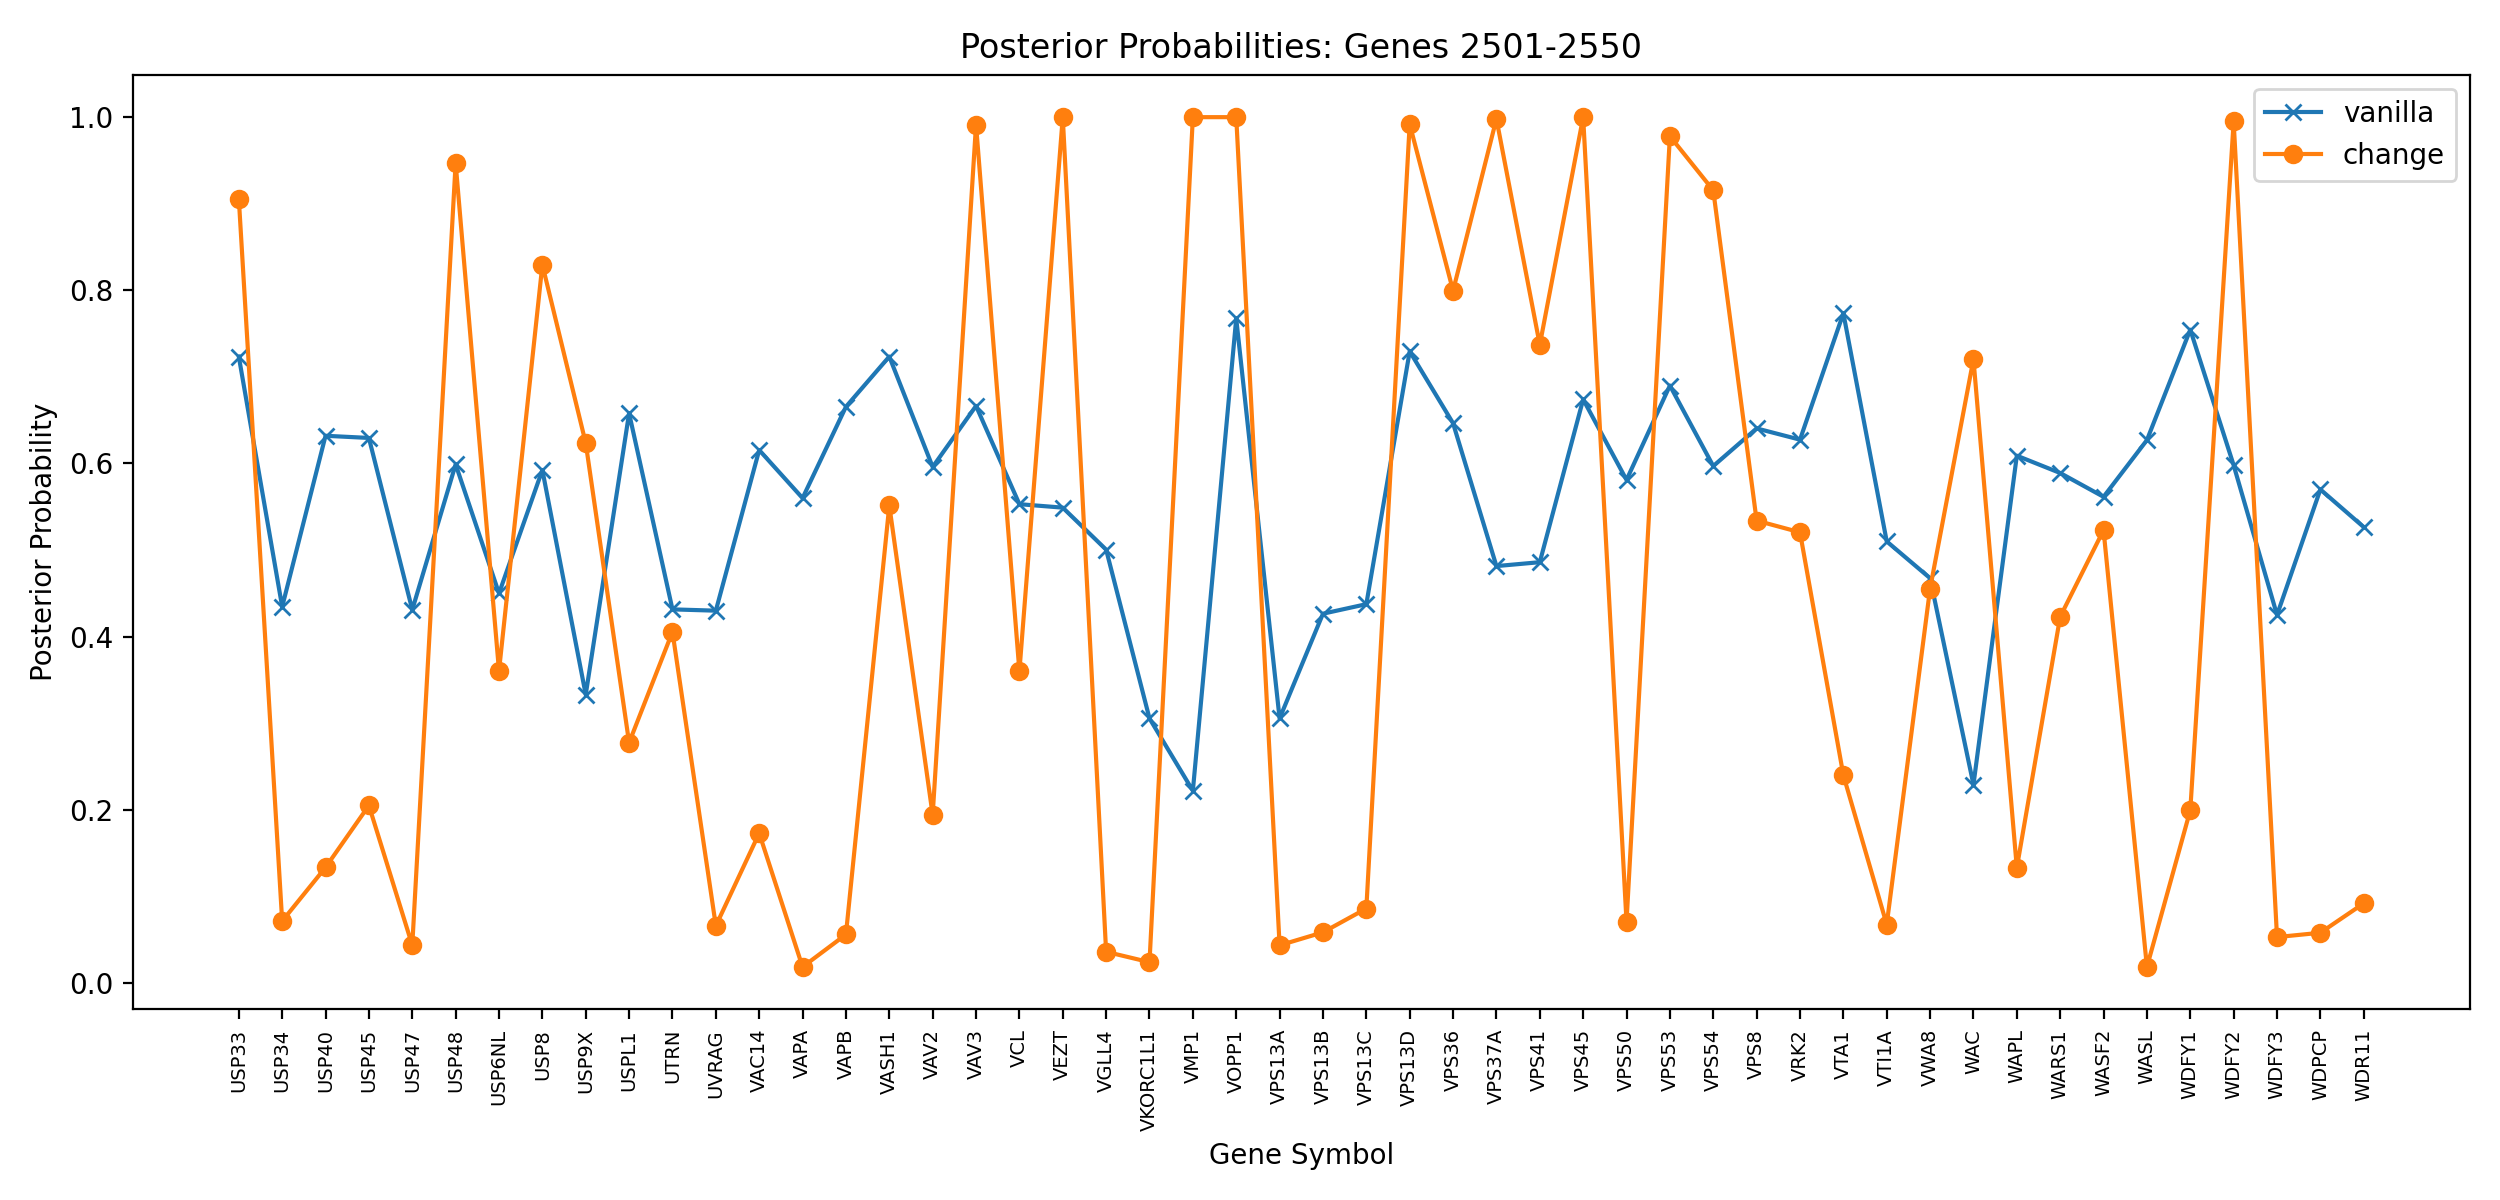 Posterior Probabilities: Genes 2501-2550
vanilla
change
Posterior Probability
1.0
0.8
0.6
0.4
0.2
0.0
USP33
USP34
USP40
USP45
USP47
USP48
USP6NL
USP8
USP9X
USPL1
UTRN
UVRAG
VAC14
VAPA
VAPB
VASH1
VAV2
VAV3
VCL
VEZT
VGLL4
VKORC1L1
VMP1
VOPP1
VPS13A
VPS13B
VPS13C
VPS13D
VPS36
VPS37A
VPS41
VPS45
VPS50
VPS53
VPS54
VPS8
VRK2
VTA1
VTI1A
VWA8
WAC
WAPL
WARS1
WASF2
WASL
WDFY1
WDFY2
WDFY3
WDPCP
WDR11
Gene Symbol